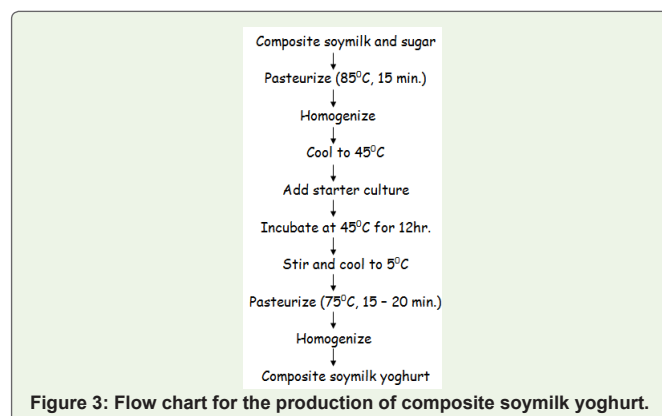 Composite soymilk and sugar
Pasteurize (85⁰C, 15 min.)
Homogenize
Cool to 45⁰C
Add starter culture
Incubate at 45⁰C for 12hr.
Stir and cool to 5⁰C
Pasteurize (75⁰C, 15 – 20 min.)
Homogenize
Composite soymilk yoghurt
Figure 3: Flow chart for the production of composite soymilk yoghurt.